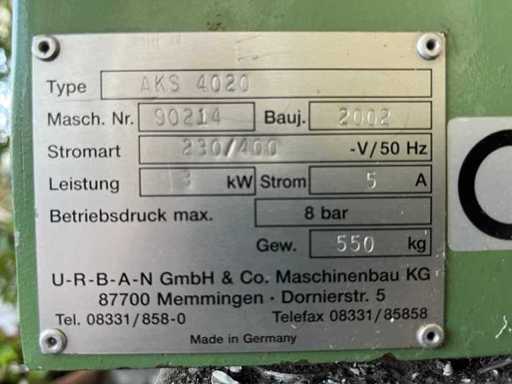 Type AKS 4020
Masch. Nr. 90214 Bauj. 2002
Stromart 230/400 -V/50 Hz
Leistung 3 kW Strom 5 A
Betriebsdruck max. 8 bar
Gew. 550 kg
U-R-B-A-N GmbH & Co. Maschinenbau KG
87700 Memmingen · Dornierstr. 5
Tel. 08331/858-0 Telefax 08331/85858
Made in Germany